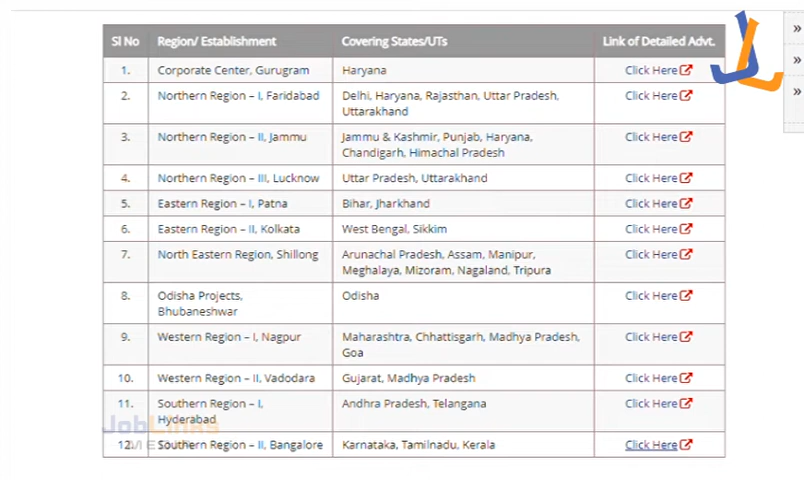 Sl No Region/ Establishment Covering States/UTs Link of Detailed Advt.
1. Corporate Center, Gurugram Haryana Click Here
2. Northern Region – I, Faridabad Delhi, Haryana, Rajasthan, Uttar Pradesh, Click Here
Uttarakhand
3. Northern Region – II, Jammu Jammu & Kashmir, Punjab, Haryana, Click Here
Chandigarh, Himachal Pradesh
4. Northern Region – III, Lucknow Uttar Pradesh, Uttarakhand Click Here
5. Eastern Region – I, Patna Bihar, Jharkhand Click Here
6. Eastern Region – II, Kolkata West Bengal, Sikkim Click Here
7. North Eastern Region, Shillong Arunachal Pradesh, Assam, Manipur, Click Here
Meghalaya, Mizoram, Nagaland, Tripura
8. Odisha Projects, Odisha Click Here
Bhubaneshwar
9. Western Region – I, Nagpur Maharashtra, Chhattisgarh, Madhya Pradesh, Click Here
Goa
10. Western Region – II, Vadodara Gujarat, Madhya Pradesh Click Here
11. Southern Region – I, Andhra Pradesh, Telangana Click Here
Hyderabad
JobLinks
12. Southern Region – II, Bangalore Karnataka, Tamilnadu, Kerala Click Here